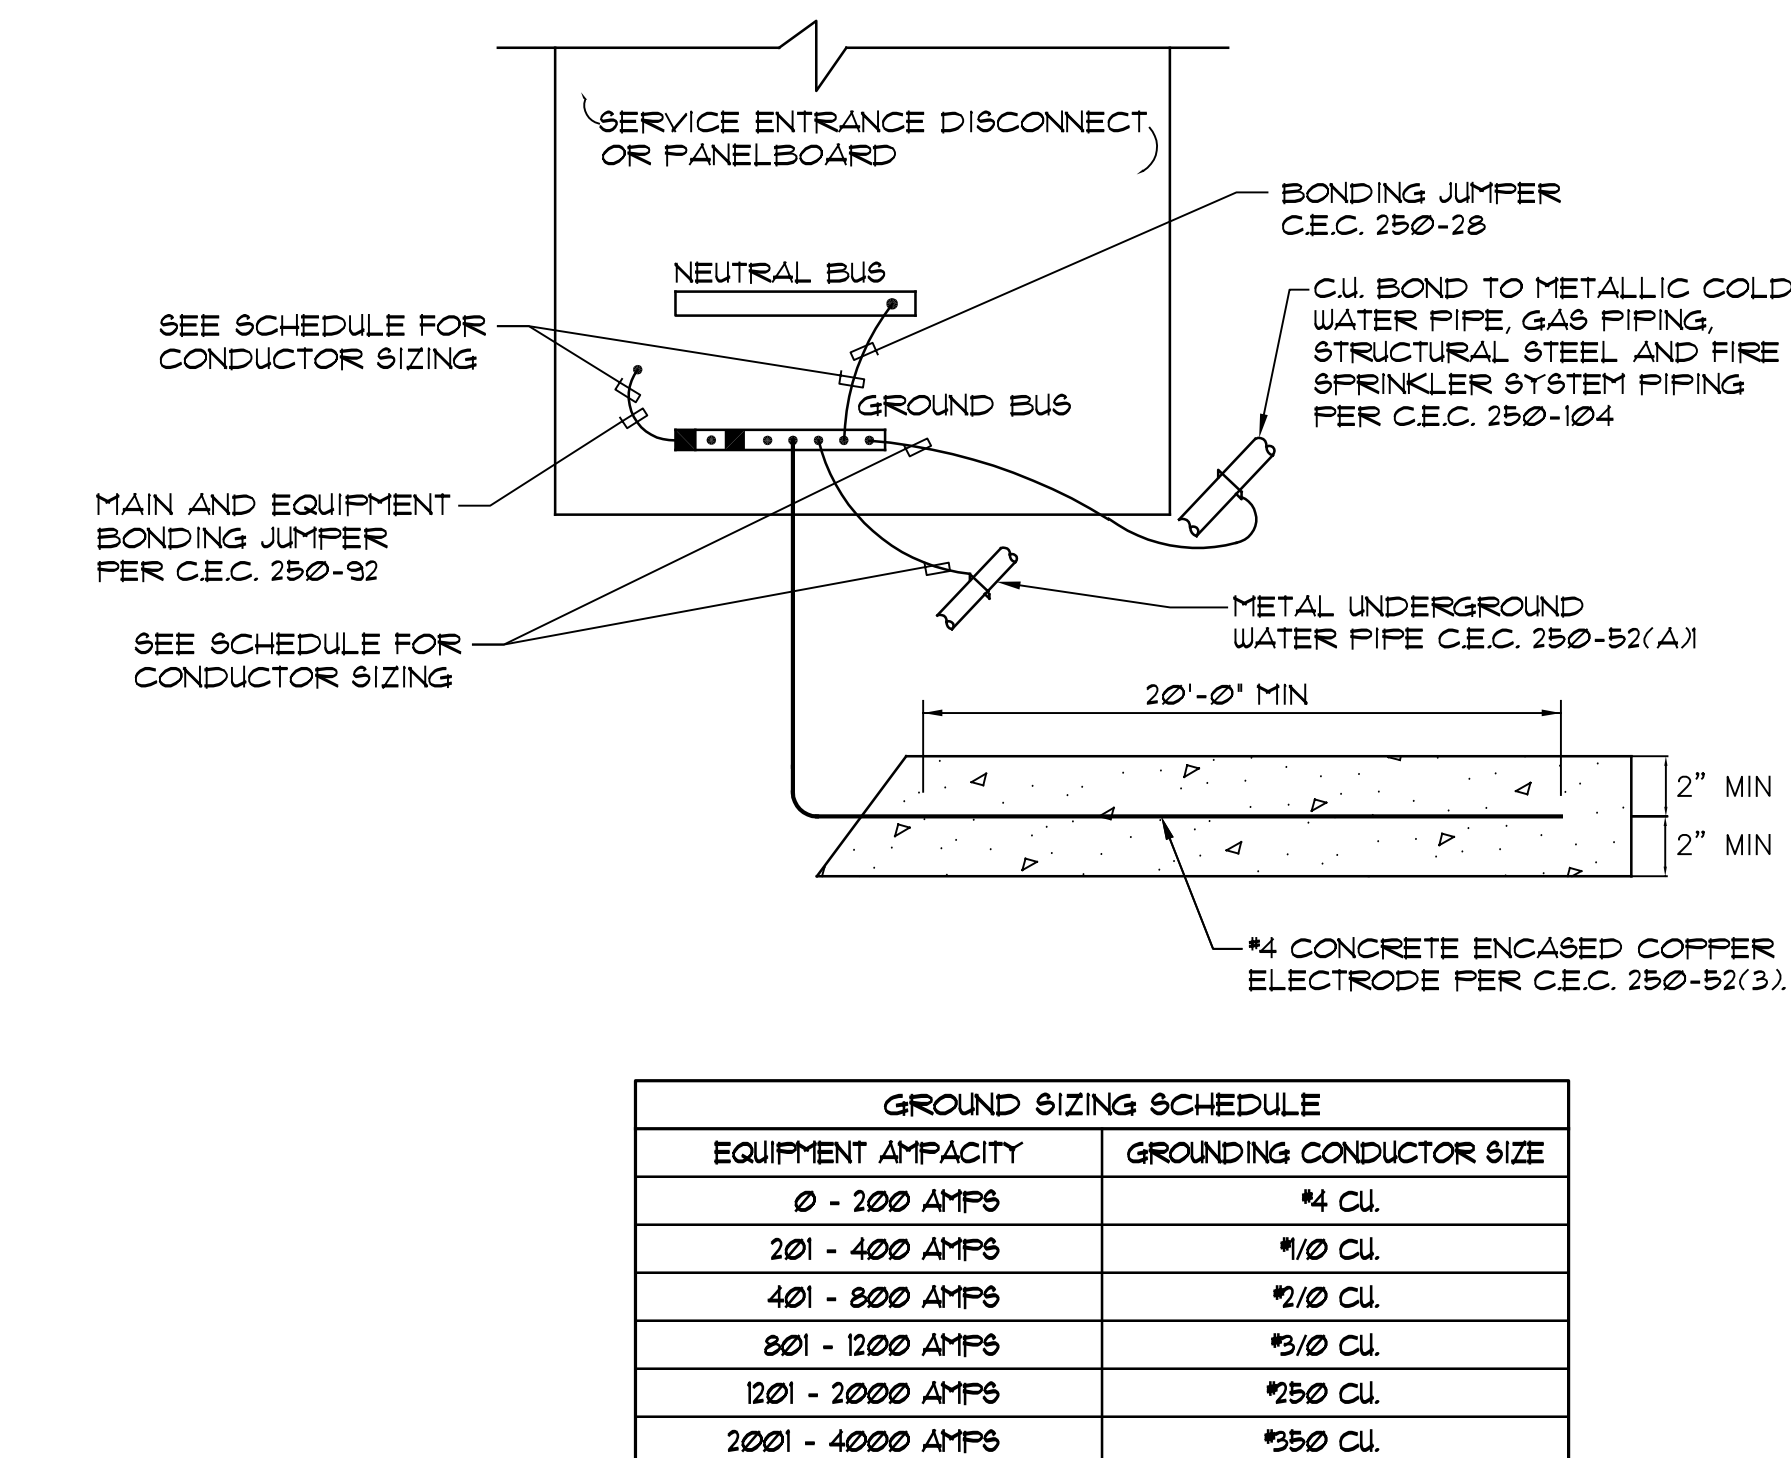 SERVICE ENTRANCE DISCONNECT
OR PANELBOARD
BONDING JUMPER
C.E.C. 250-28
NEUTRAL BUS
C.U. BOND TO METALLIC COLD
WATER PIPE, GAS PIPING,
STRUCTURAL STEEL AND FIRE
SPRINKLER SYSTEM PIPING
PER C.E.C. 250-104
SEE SCHEDULE FOR
CONDUCTOR SIZING
GROUND BUS
MAIN AND EQUIPMENT
BONDING JUMPER
PER C.E.C. 250-92
METAL UNDERGROUND
WATER PIPE C.E.C. 250-52(A)1
SEE SCHEDULE FOR
CONDUCTOR SIZING
20'-0" MIN
2” MIN
2” MIN
#4 CONCRETE ENCASED COPPER
ELECTRODE PER C.E.C. 250-52(3).
GROUND SIZING SCHEDULE
EQUIPMENT AMPACITY GROUNDING CONDUCTOR SIZE
0 - 200 AMPS #4 CU.
201 - 400 AMPS #1/0 CU.
401 - 800 AMPS #2/0 CU.
801 - 1200 AMPS #3/0 CU.
1201 - 2000 AMPS #250 CU.
2001 - 4000 AMPS #350 CU.